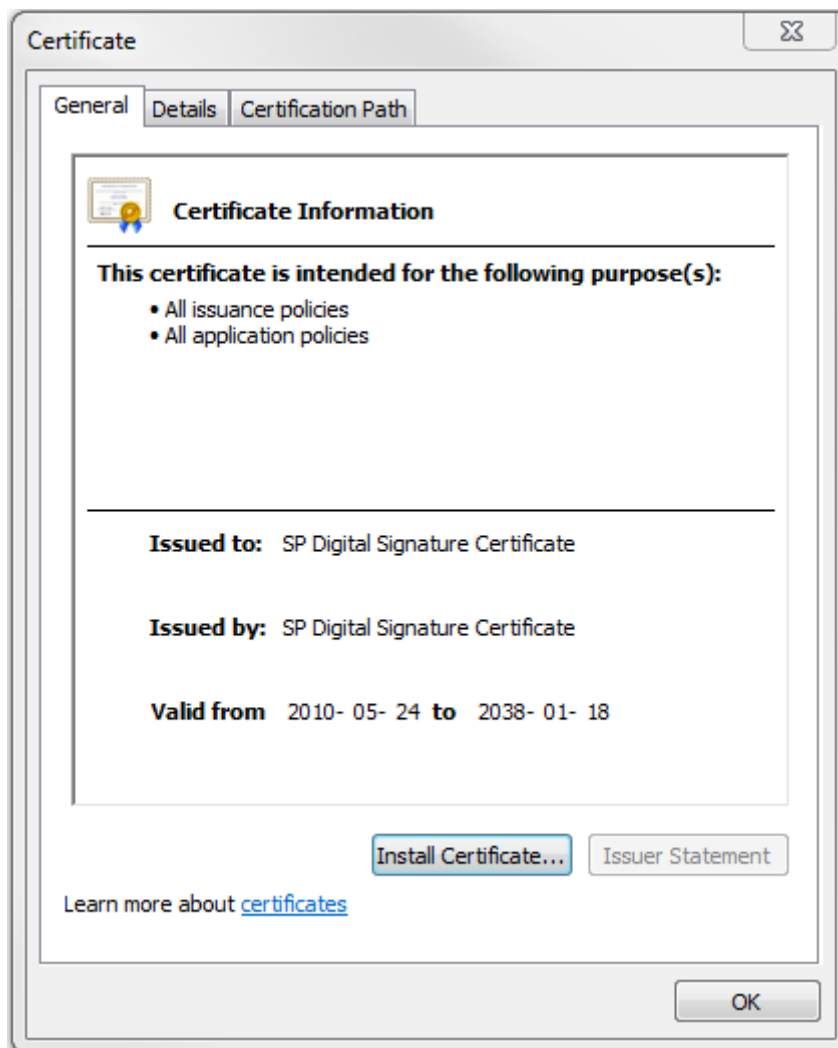 Certificate
General Details Certification Path
Certificate Information
This certificate is intended for the following purpose(s):
• All issuance policies
• All application policies
Issued to: SP Digital Signature Certificate
Issued by: SP Digital Signature Certificate
Valid from 2010- 05- 24 to 2038- 01- 18
Install Certificate... Issuer Statement
Learn more about certificates
OK